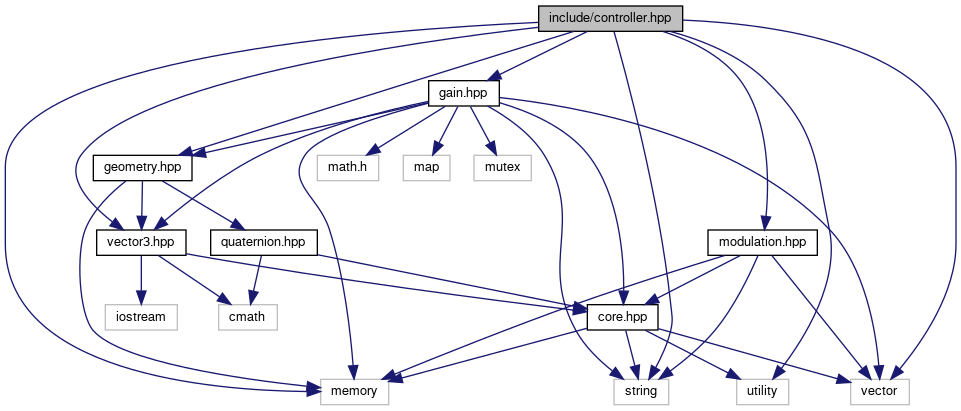 include/controller.hpp
gain.hpp
geometry.hpp
math.h
map
mutex
vector3.hpp
quaternion.hpp
modulation.hpp
iostream
cmath
core.hpp
memory
string
utility
vector